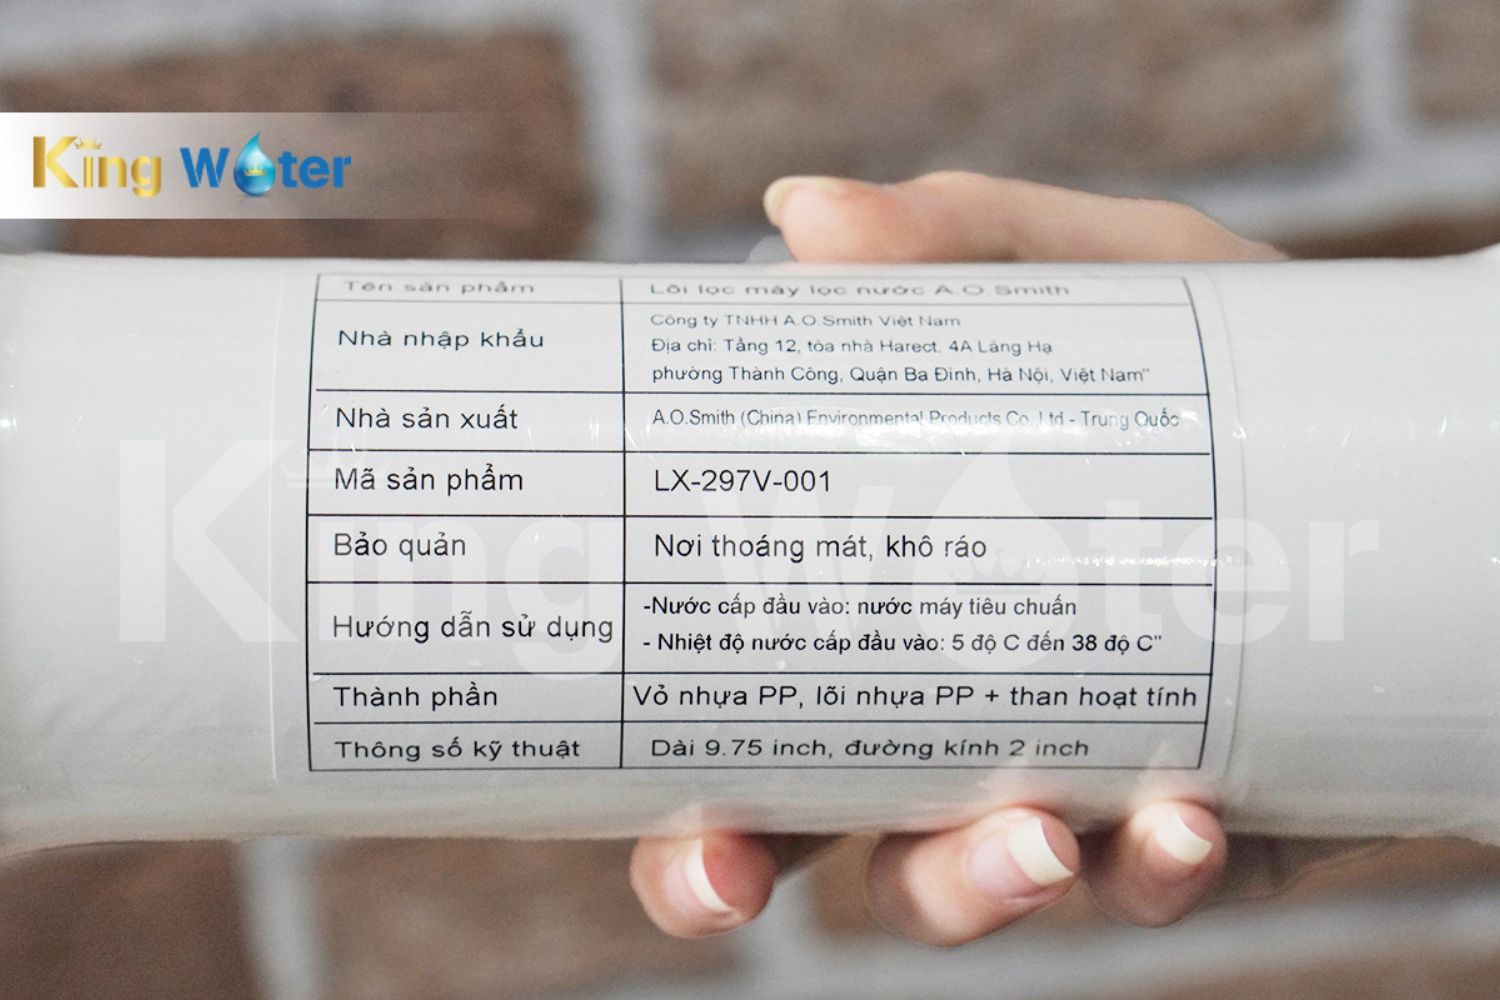 King Water
Tên sản phẩm
Lõi lọc máy lọc nước A.O.Smith
Nhà nhập khẩu
Công ty TNHH A.O.Smith Việt Nam
Địa chỉ: Tầng 12, tòa nhà Harect, 4A Láng Hạ
phường Thành Công, Quận Ba Đình, Hà Nội, Việt Nam"
Nhà sản xuất
A.O.Smith (China) Environmental Products Co. Ltd - Trung Quốc
Mã sản phẩm
LX-297V-001
Bảo quản
Nơi thoáng mát, khô ráo
Hướng dẫn sử dụng
-Nước cấp đầu vào: nước máy tiêu chuẩn
- Nhiệt độ nước cấp đầu vào: 5 độ C đến 38 độ C"
Thành phần
Vỏ nhựa PP, lõi nhựa PP + than hoạt tính
Thông số kỹ thuật
Dài 9.75 inch, đường kính 2 inch
King Water